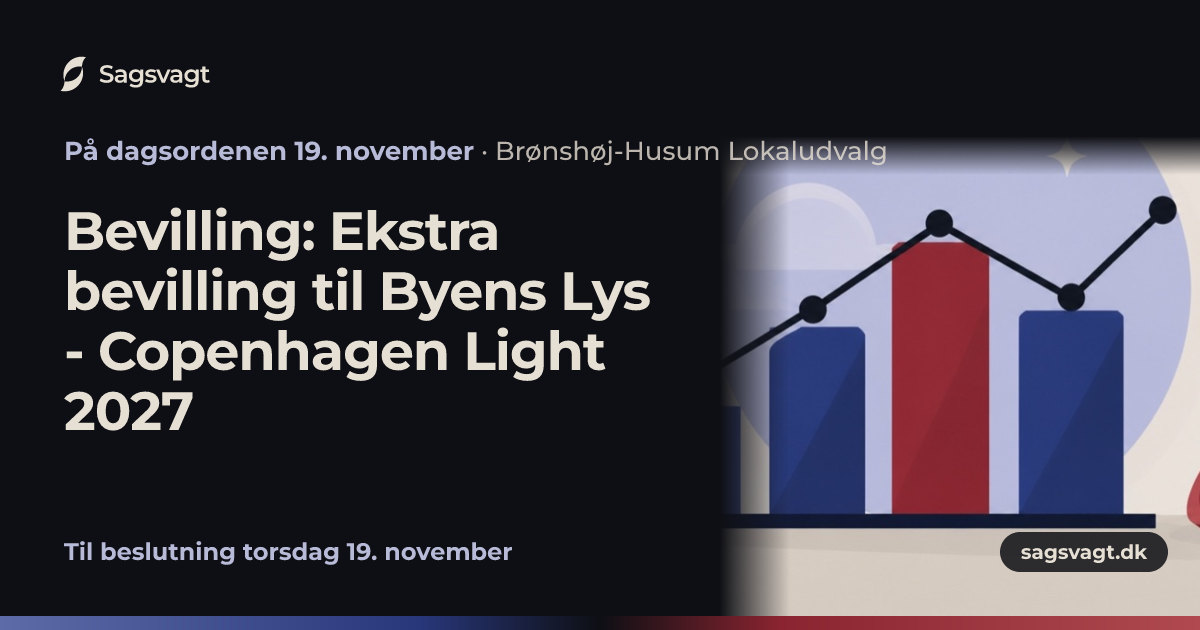 Sagsvagt
På dagsordenen 19. november · Brønshøj-Husum Lokaludvalg
Bevilling: Ekstra
bevilling til Byens Lys
- Copenhagen Light
2027
Til beslutning torsdag 19. november
sagsvagt.dk